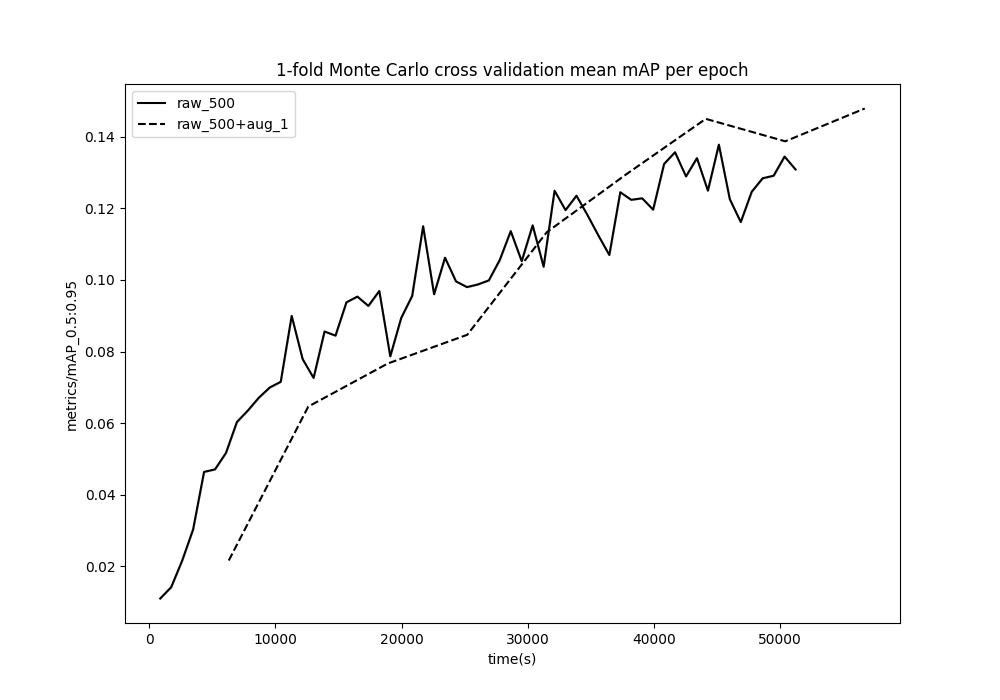 1-fold Monte Carlo cross validation mean mAP per epoch
raw_500
raw_500+aug_1
metrics/mAP_0.5:0.95
0.14
0.12
0.10
0.08
0.06
0.04
0.02
0
10000
20000
30000
40000
50000
time(s)